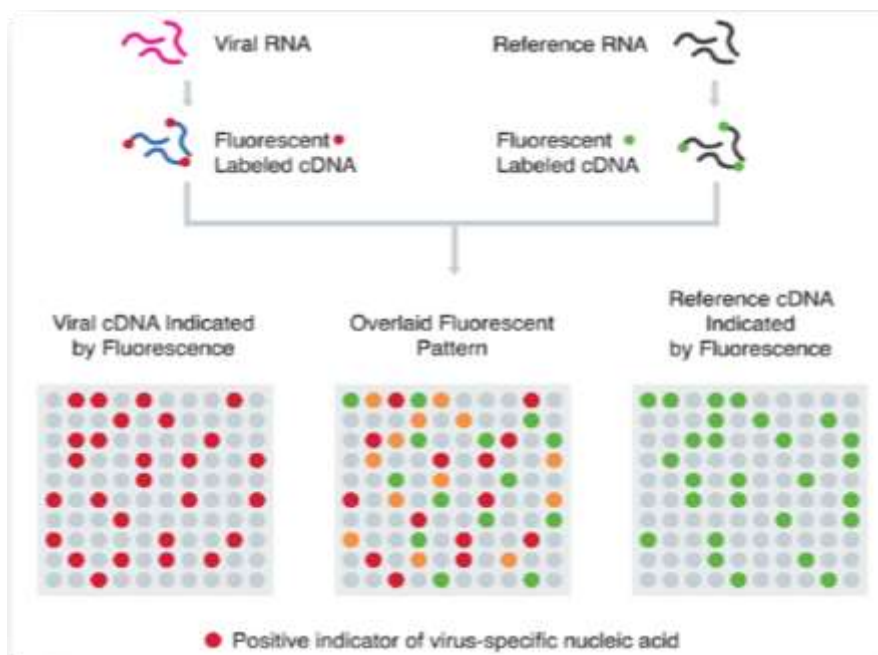 Viral RNA
Reference RNA
Fluorescent
Labeled cDNA
Fluorescent
Labeled cDNA
Viral cDNA Indicated
by Fluorescence
Overlaid Fluorescent
Pattern
Reference cDNA
Indicated
by Fluorescence
Positive indicator of virus-specific nucleic acid